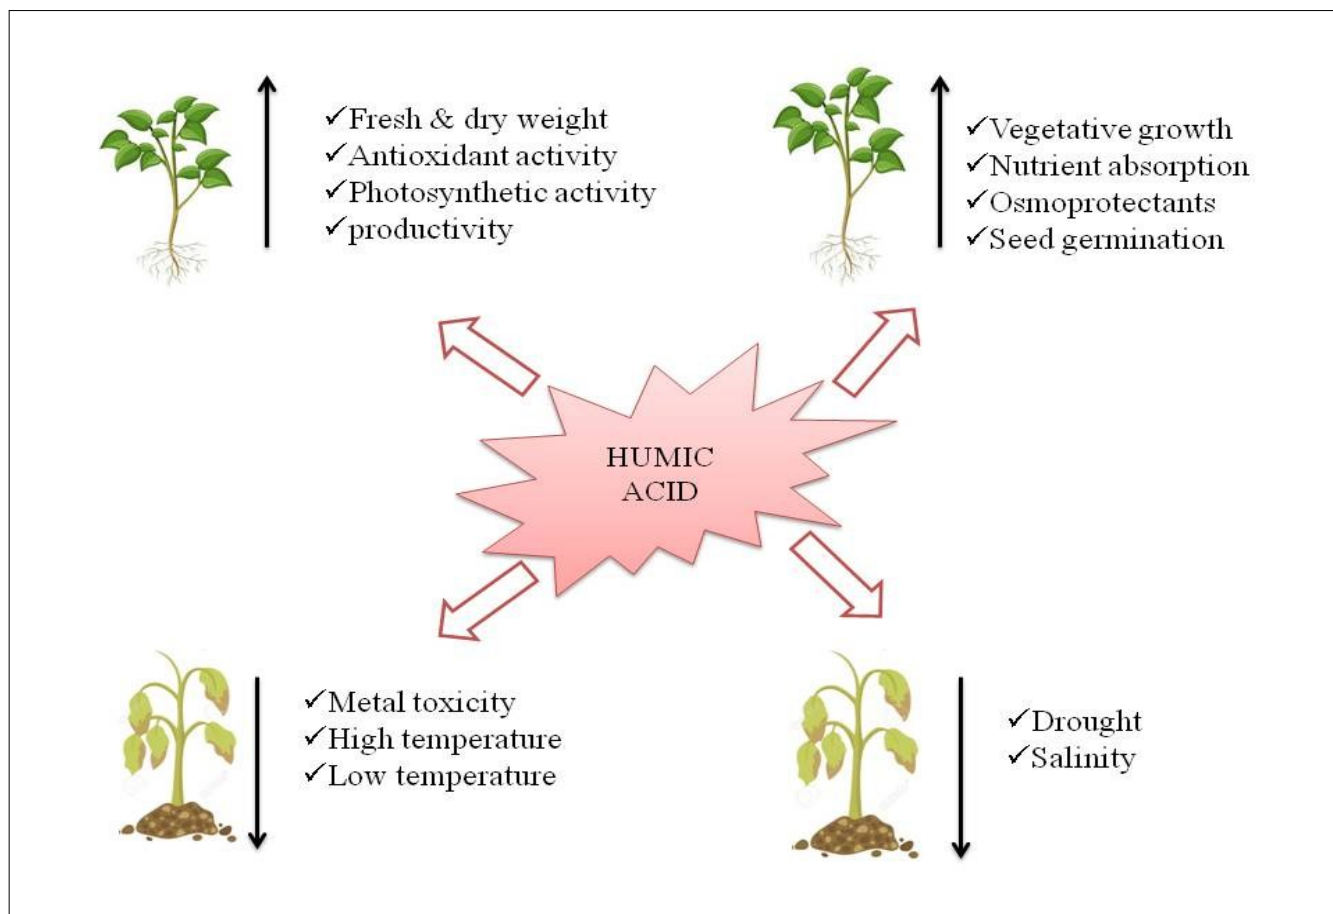 ✓Fresh & dry weight
✓Antioxidant activity
✓Photosynthetic activity
✓productivity
✓Vegetative growth
✓Nutrient absorption
✓Osmoprotectants
✓Seed germination
HUMIC
ACID
✓Metal toxicity
✓High temperature
✓Low temperature
✓Drought
✓Salinity